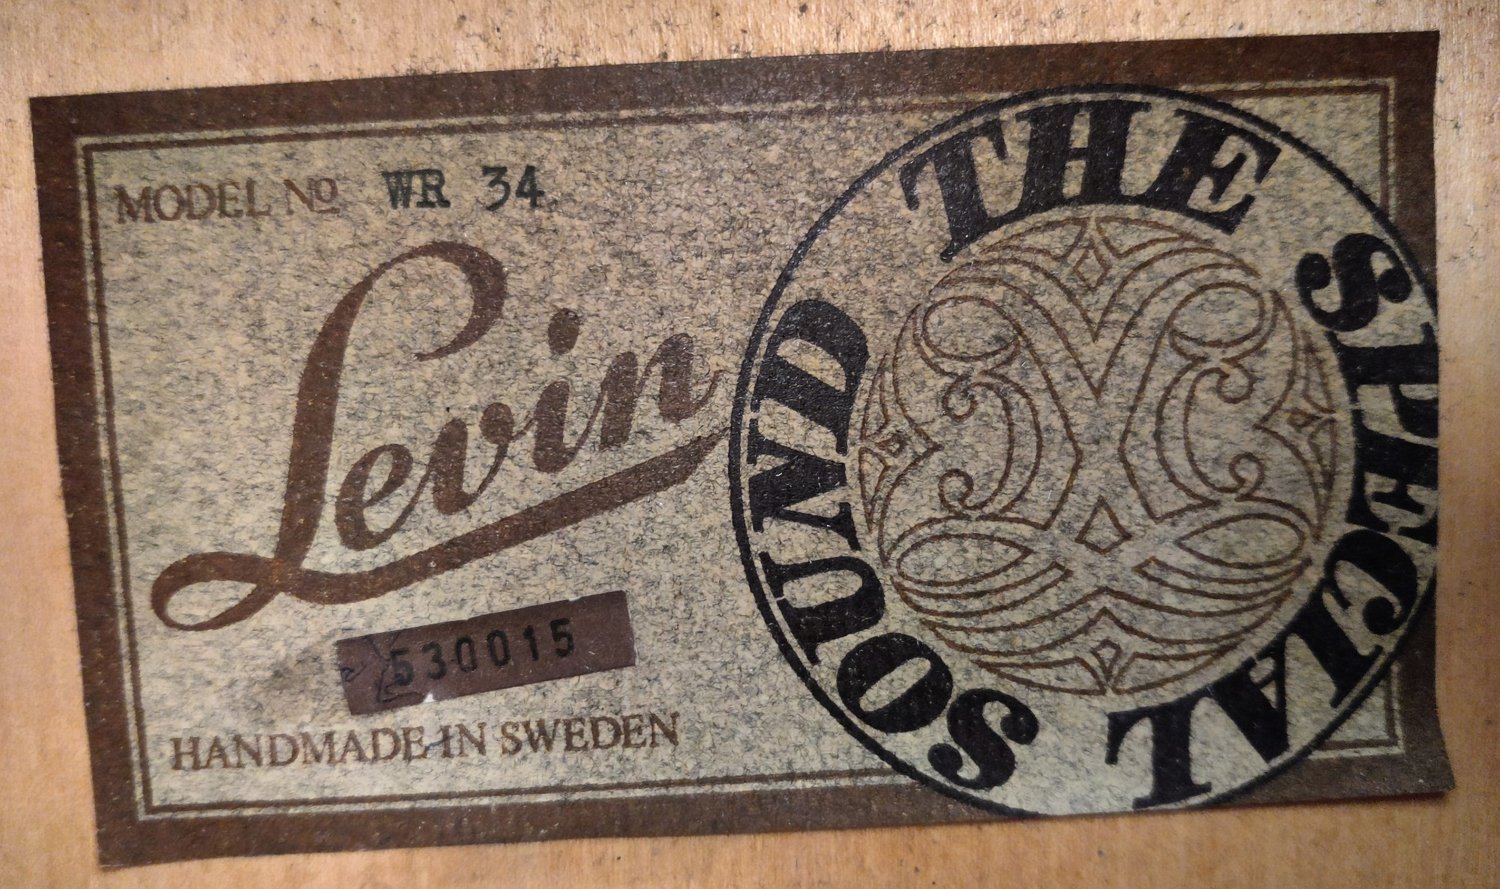 MODEL No WR 34
Levin
530015
HANDMADE IN SWEDEN
THE SPECIAL SOUND